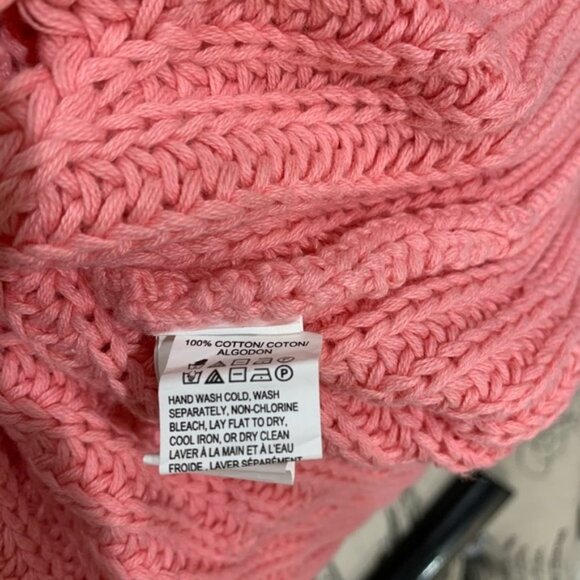 100% COTTON/ COTON/
ALGODON
HAND WASH COLD, WASH
SEPARATELY, NON-CHLORINE
BLEACH, LAY FLAT TO DRY,
COOL IRON, OR DRY CLEAN
LAVER À LA MAIN ET À L'EAU
FROIDE , LAVER SÉPARÉMENT